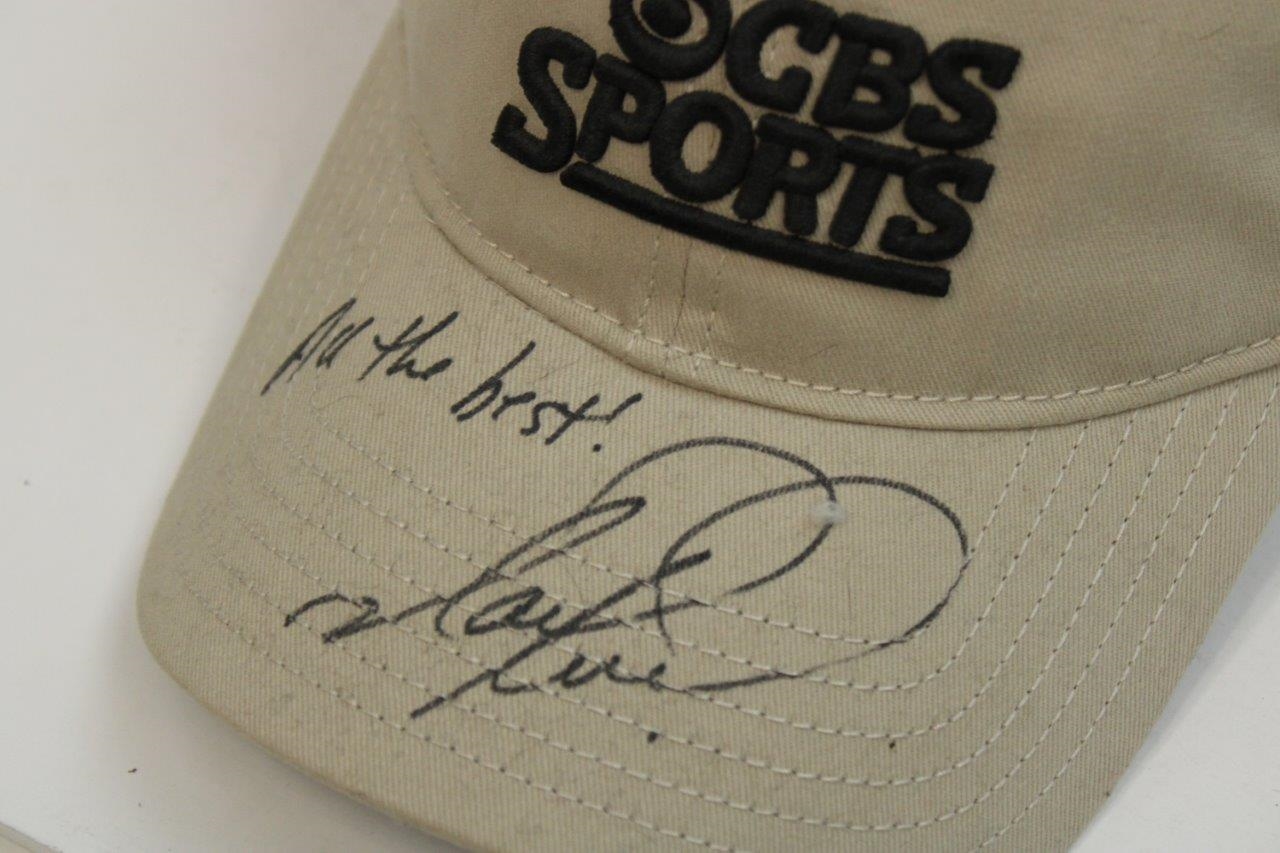 CBS
SPORTS
All the best!